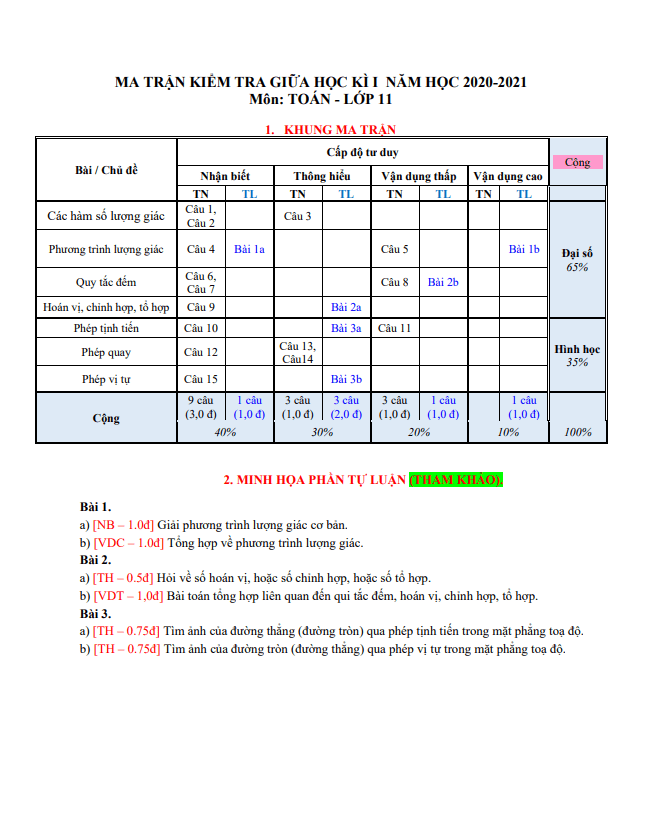 MA TRẬN KIỂM TRA GIỮA HỌC KÌ I NĂM HỌC 2020-2021
Môn: TOÁN - LỚP 11
1. KHUNG MA TRẬN
Bài / Chủ đề
Cấp độ tư duy
Cộng
Nhận biết Thông hiểu Vận dụng thấp Vận dụng cao
TN TL TN TL TN TL TN TL
Các hàm số lượng giác Câu 1, Câu 3
Câu 2
Phương trình lượng giác Câu 4 Bài 1a Câu 5 Bài 1b
Đại số
65%
Quy tắc đếm Câu 6, Câu 8 Bài 2b
Câu 7
Hoán vị, chỉnh hợp, tổ hợp Câu 9 Bài 2a
Phép tịnh tiến Câu 10 Bài 3a Câu 11
Phép quay Câu 12 Câu 13,
Câu14
Hình học
35%
Phép vị tự Câu 15 Bài 3b
Cộng
9 câu 1 câu 3 câu 3 câu 3 câu 1 câu 1 câu
(3,0 đ) (1,0 đ) (1,0 đ) (2,0 đ) (1,0 đ) (1,0 đ) (1,0 đ)
40% 30% 20% 10% 100%
2. MINH HỌA PHẦN TỰ LUẬN (THAM KHẢO).
Bài 1.
a) [NB – 1.0đ] Giải phương trình lượng giác cơ bản.
b) [VDC – 1.0đ] Tổng hợp về phương trình lượng giác.
Bài 2.
a) [TH – 0.5đ] Hỏi về số hoán vị, hoặc số chỉnh hợp, hoặc số tổ hợp.
b) [VDT – 1,0đ] Bài toán tổng hợp liên quan đến qui tắc đếm, hoán vị, chỉnh hợp, tổ hợp.
Bài 3.
a) [TH – 0.75đ] Tìm ảnh của đường thẳng (đường tròn) qua phép tịnh tiến trong mặt phẳng toạ độ.
b) [TH – 0.75đ] Tìm ảnh của đường tròn (đường thẳng) qua phép vị tự trong mặt phẳng toạ độ.